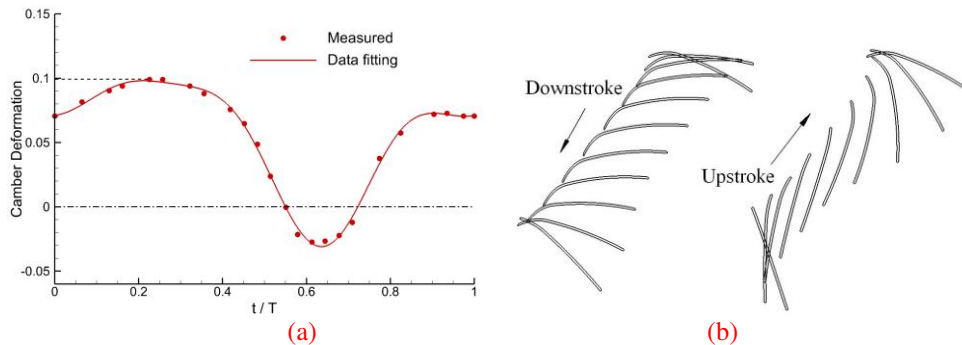 0.15
0.1
0.05
0
-0.05
Camber Deformation
Measured
Data fitting
0 0.2 0.4 0.6 0.8 1
t / T
(a)
Downstroke
Upstroke
(b)